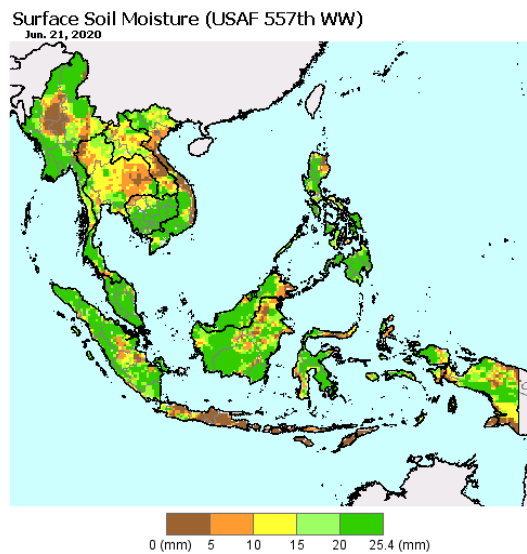 Surface Soil Moisture (USAF 557th WW)
Jun. 21, 2020
0 (mm) 5 10 15 20 25.4 (mm)